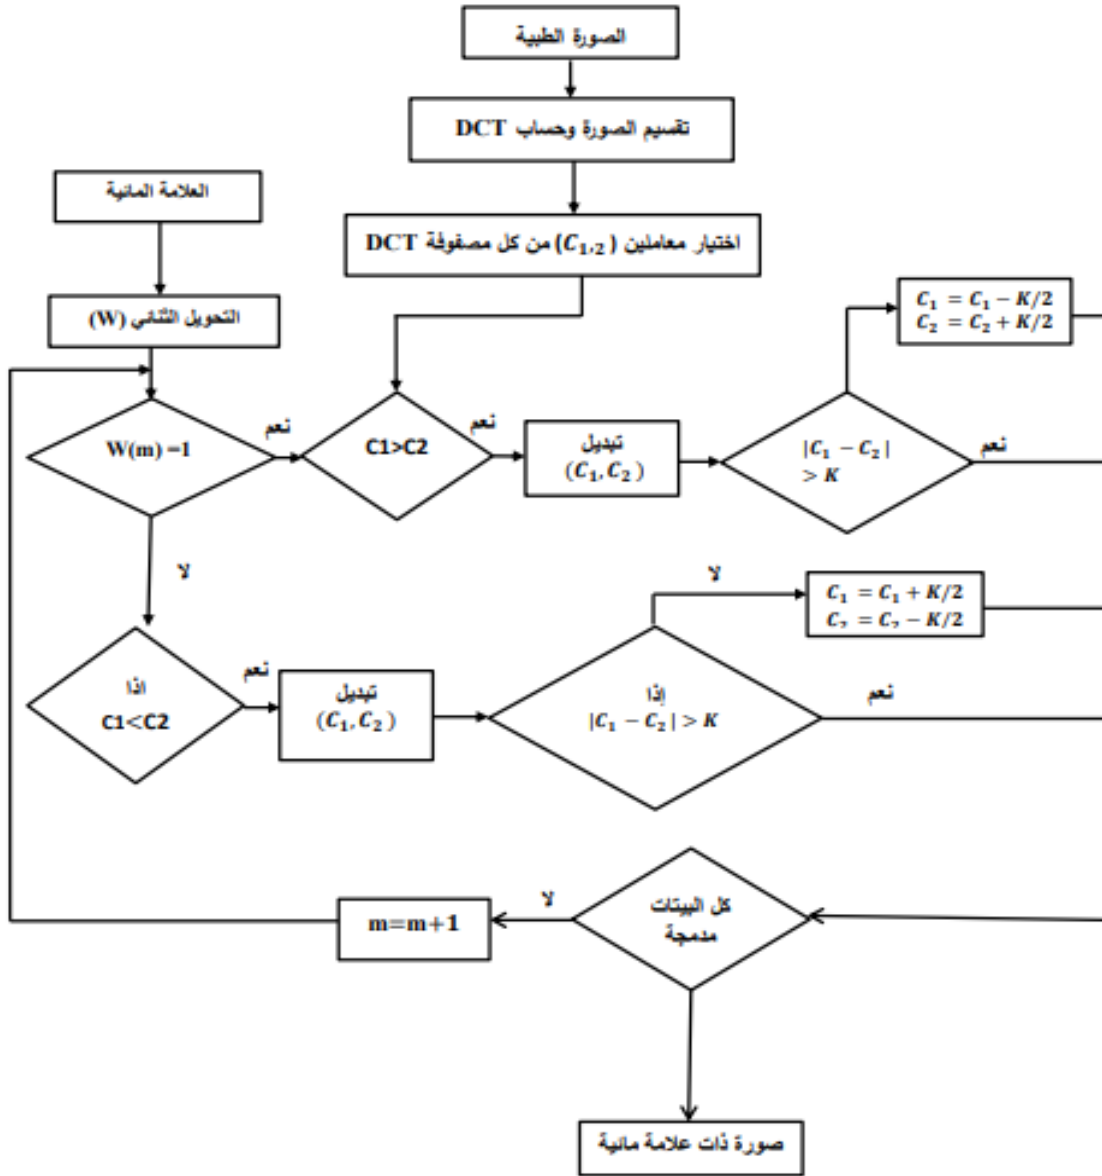 الصورة الطبية
تقسيم الصورة وحساب DCT
العلامة المائية
اختيار معاملين (C₁,₂) من كل مصفوفة DCT
التحويل الثنائي (W)
C₁ = C₁ − K/2
C₂ = C₂ + K/2
W(m) =1
نعم
C1>C2
نعم
تبديل
(C₁, C₂)
|C₁ − C₂|
> K
نعم
لا
لا
C₁ = C₁ + K/2
C₂ = C₂ − K/2
اذا
C1<C2
نعم
تبديل
(C₁, C₂)
إذا
|C₁ − C₂| > K
نعم
كل البيتات
مدمجة
لا
m=m+1
صورة ذات علامة مائية